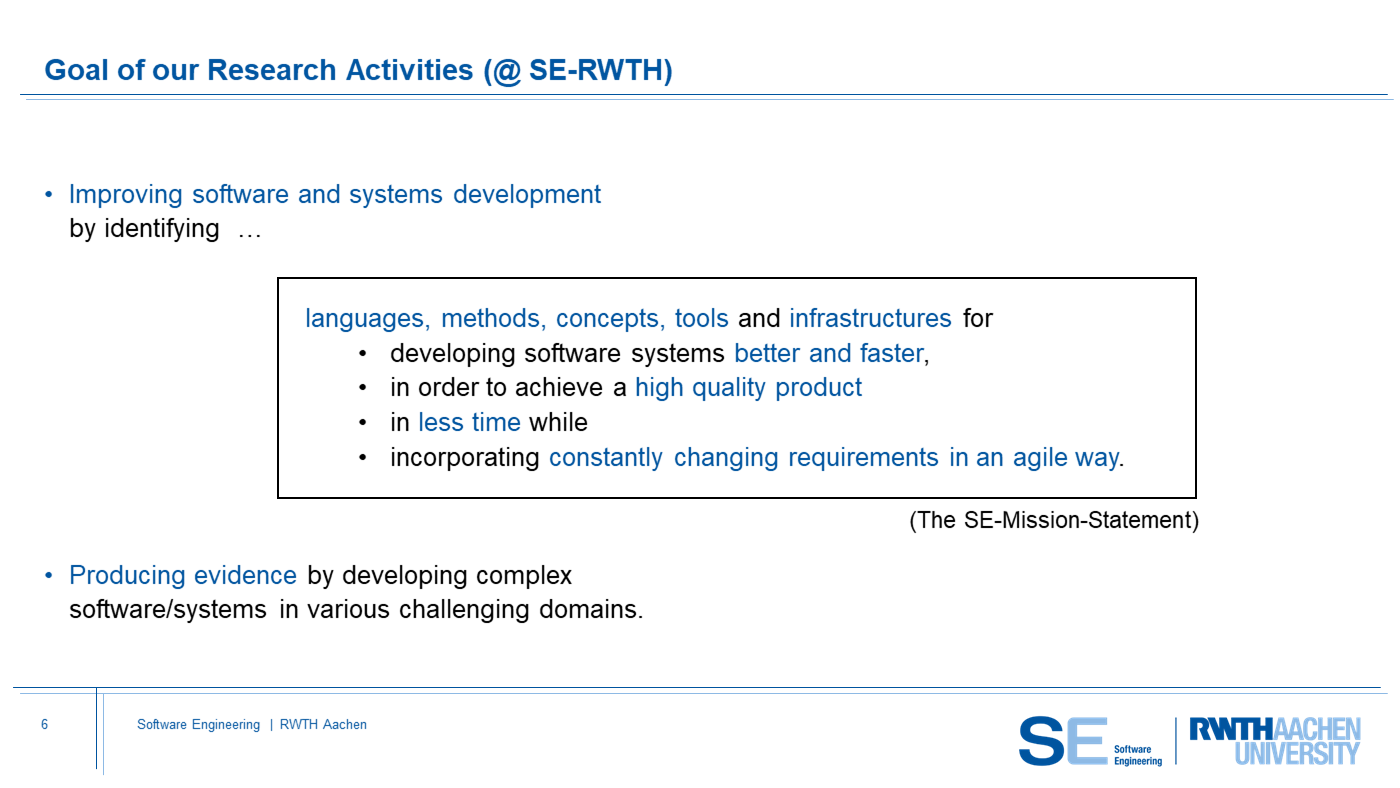 Goal of our Research Activities (@ SE-RWTH)
• Improving software and systems development
by identifying …
languages, methods, concepts, tools and infrastructures for
• developing software systems better and faster,
• in order to achieve a high quality product
• in less time while
• incorporating constantly changing requirements in an agile way.
(The SE-Mission-Statement)
• Producing evidence by developing complex
software/systems in various challenging domains.
6
Software Engineering | RWTH Aachen
SE
Software
Engineering
RWTHAACHEN
UNIVERSITY